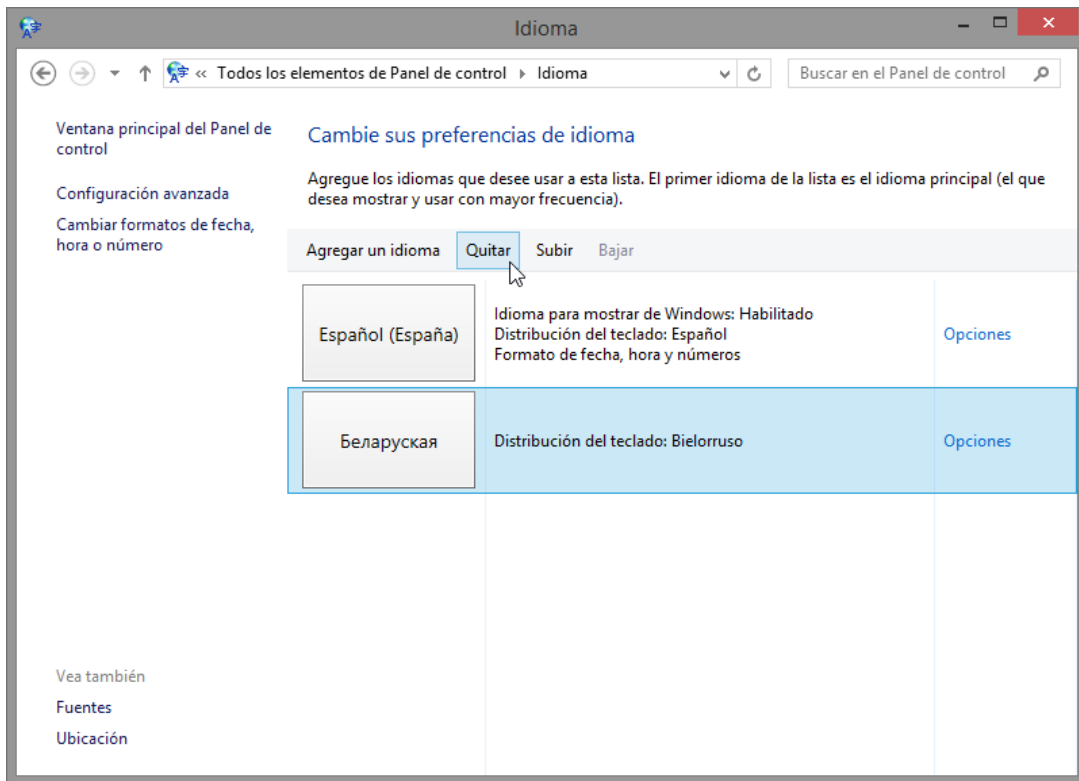 Idioma
« Todos los elementos de Panel de control ▸ Idioma
Buscar en el Panel de control
Ventana principal del Panel de
control
Configuración avanzada
Cambiar formatos de fecha,
hora o número
Vea también
Fuentes
Ubicación
Cambie sus preferencias de idioma
Agregue los idiomas que desee usar a esta lista. El primer idioma de la lista es el idioma principal (el que
desea mostrar y usar con mayor frecuencia).
Agregar un idioma Quitar Subir Bajar
Español (España)
Idioma para mostrar de Windows: Habilitado
Distribución del teclado: Español
Formato de fecha, hora y números
Opciones
Беларуская
Distribución del teclado: Bielorruso
Opciones